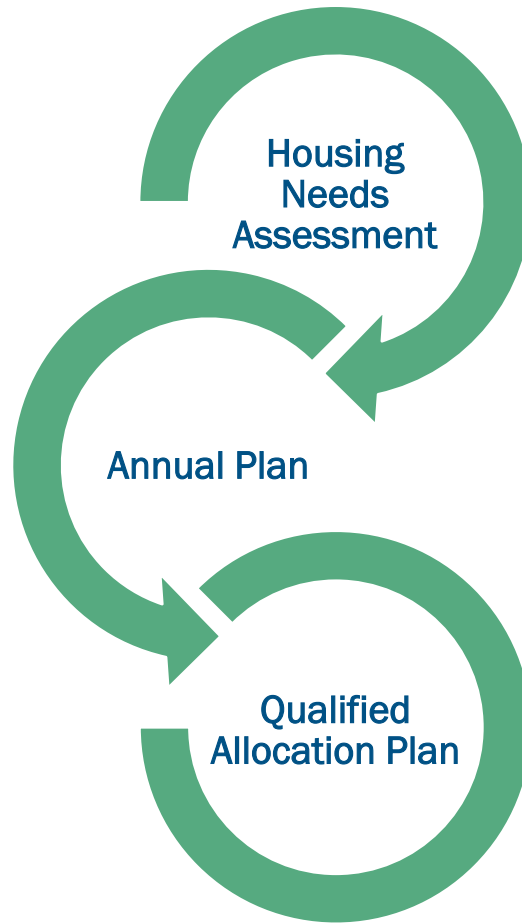 Housing
Needs
Assessment
Annual Plan
Qualified
Allocation Plan